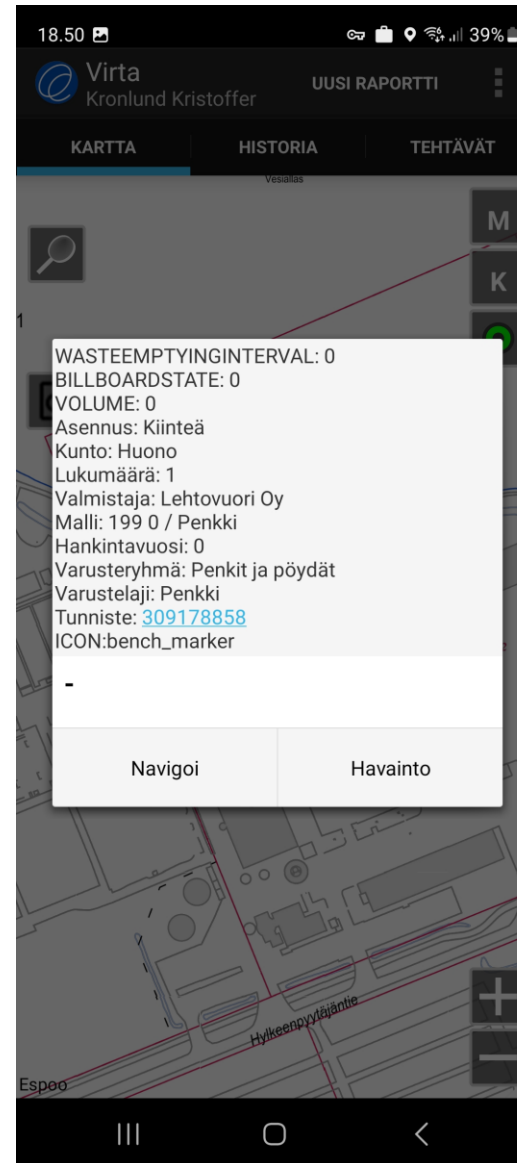 18.50
39%
Virta
Kronlund Kristoffer
UUSI RAPORTTI
KARTTA
HISTORIA
TEHTÄVÄT
Vesiallas
M
K
1
WASTEEMPTYINGINTERVAL: 0
BILLBOARDSTATE: 0
VOLUME: 0
Asennus: Kiinteä
Kunto: Huono
Lukumäärä: 1
Valmistaja: Lehtovuori Oy
Malli: 199 0 / Penkki
Hankintavuosi: 0
Varusteryhmä: Penkit ja pöydät
Varustelaji: Penkki
Tunniste: 309178858
ICON:bench_marker
-
Navigoi
Havainto
Hylkeenpyytäjäntie
Espoo